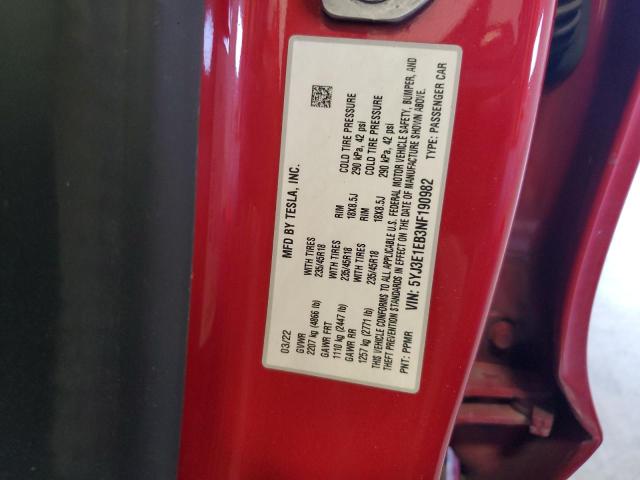 MFD BY TESLA, INC.
03/22
GVWR
2207 kg (4866 lb) WITH TIRES 235/45R18 RIM 18X8.5J COLD TIRE PRESSURE 290 kPa, 42 psi
GAWR FRT
1110 kg (2447 lb) WITH TIRES 235/45R18 RIM 18X8.5J COLD TIRE PRESSURE 290 kPa, 42 psi
GAWR RR
1257 kg (2771 lb) 235/45R18
THIS VEHICLE CONFORMS TO ALL APPLICABLE U.S. FEDERAL MOTOR VEHICLE SAFETY, BUMPER, AND
THEFT PREVENTION STANDARDS IN EFFECT ON THE DATE OF MANUFACTURE SHOWN ABOVE.
VIN: 5YJ3E1EB3NF190982
PNT: PPMR TYPE: PASSENGER CAR